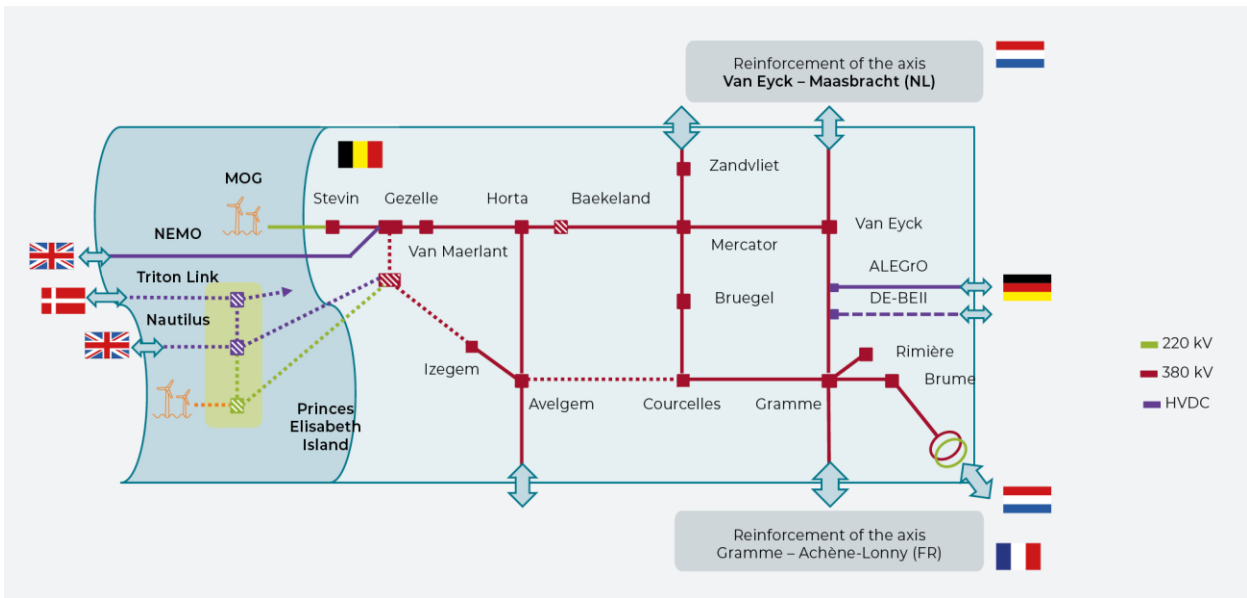 Reinforcement of the axis
Van Eyck – Maasbracht (NL)
Zandvliet
MOG
Stevin
Gezelle
Horta
Baekeland
Van Eyck
NEMO
Van Maerlant
Mercator
ALEGrO
Triton Link
DE-BEII
Bruegel
Nautilus
220 kV
Rimière
380 kV
Izegem
Brume
HVDC
Avelgem
Courcelles
Gramme
Princes
Elisabeth
Island
Reinforcement of the axis
Gramme – Achène-Lonny (FR)